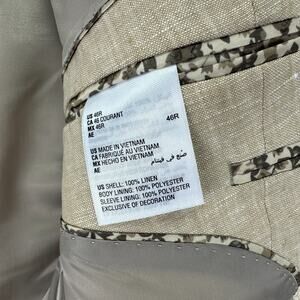 US 46R
CA 46 COURANT
MX 46R 46R
AE
US MADE IN VIETNAM
CA FABRIQUÉ AU VIETNAM
MX HECHO EN VIETNAM
AE صنع في فيتنام
US SHELL: 100% LINEN
BODY LINING: 100% POLYESTER
SLEEVE LINING: 100% POLYESTER
EXCLUSIVE OF DECORATION